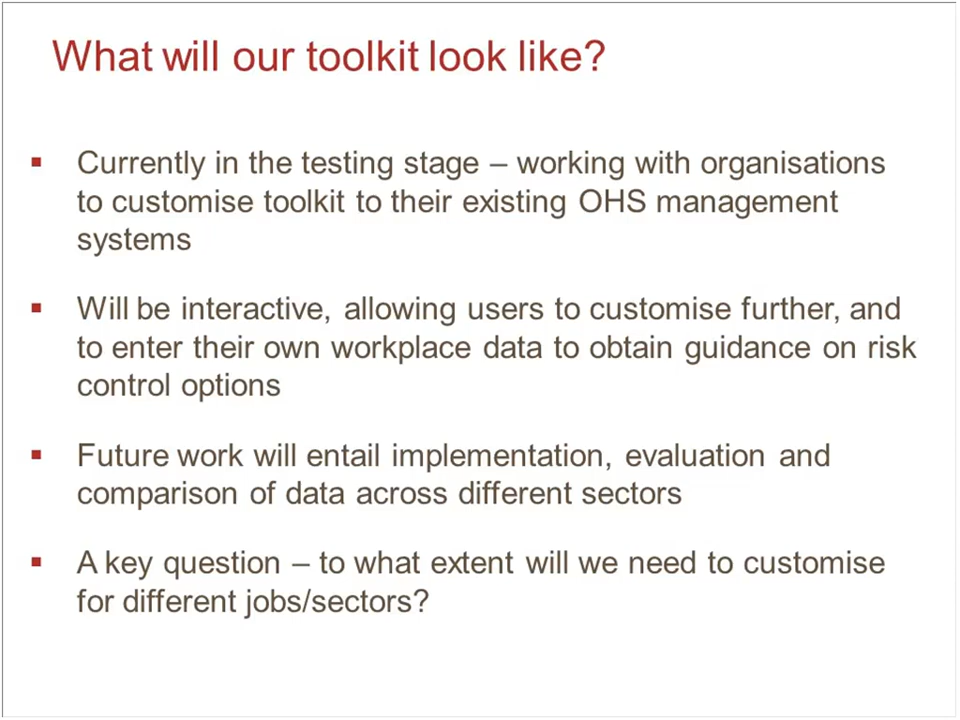 What will our toolkit look like?
▪ Currently in the testing stage – working with organisations
to customise toolkit to their existing OHS management
systems
▪ Will be interactive, allowing users to customise further, and
to enter their own workplace data to obtain guidance on risk
control options
▪ Future work will entail implementation, evaluation and
comparison of data across different sectors
▪ A key question – to what extent will we need to customise
for different jobs/sectors?